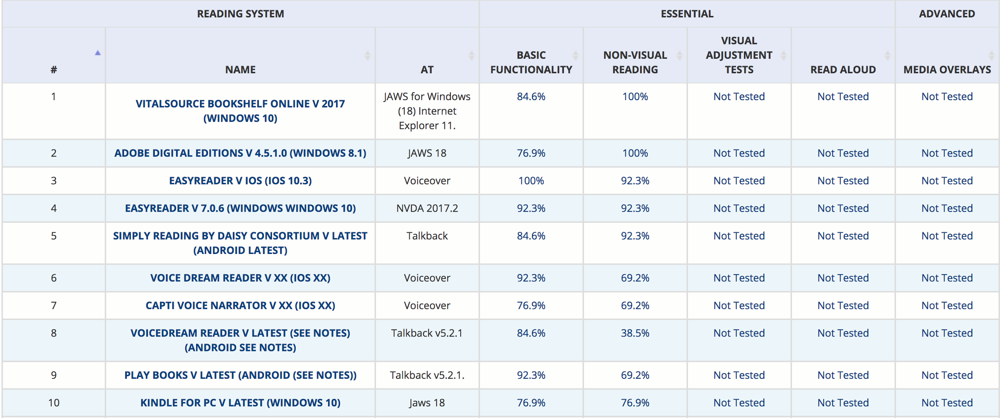 READING SYSTEM ESSENTIAL ADVANCED
# NAME AT BASIC FUNCTIONALITY NON-VISUAL READING VISUAL ADJUSTMENT TESTS READ ALOUD MEDIA OVERLAYS
1 VITALSOURCE BOOKSHELF ONLINE V 2017 (WINDOWS 10) JAWS for Windows (18) Internet Explorer 11. 84.6% 100% Not Tested Not Tested Not Tested
2 ADOBE DIGITAL EDITIONS V 4.5.1.0 (WINDOWS 8.1) JAWS 18 76.9% 100% Not Tested Not Tested Not Tested
3 EASYREADER V IOS (IOS 10.3) Voiceover 100% 92.3% Not Tested Not Tested Not Tested
4 EASYREADER V 7.0.6 (WINDOWS WINDOWS 10) NVDA 2017.2 92.3% 92.3% Not Tested Not Tested Not Tested
5 SIMPLY READING BY DAISY CONSORTIUM V LATEST (ANDROID LATEST) Talkback 84.6% 92.3% Not Tested Not Tested Not Tested
6 VOICE DREAM READER V XX (IOS XX) Voiceover 92.3% 69.2% Not Tested Not Tested Not Tested
7 CAPTI VOICE NARRATOR V XX (IOS XX) Voiceover 76.9% 69.2% Not Tested Not Tested Not Tested
8 VOICEDREAM READER V LATEST (SEE NOTES) (ANDROID SEE NOTES) Talkback v5.2.1 84.6% 38.5% Not Tested Not Tested Not Tested
9 PLAY BOOKS V LATEST (ANDROID (SEE NOTES)) Talkback v5.2.1. 92.3% 69.2% Not Tested Not Tested Not Tested
10 KINDLE FOR PC V LATEST (WINDOWS 10) Jaws 18 76.9% 76.9% Not Tested Not Tested Not Tested